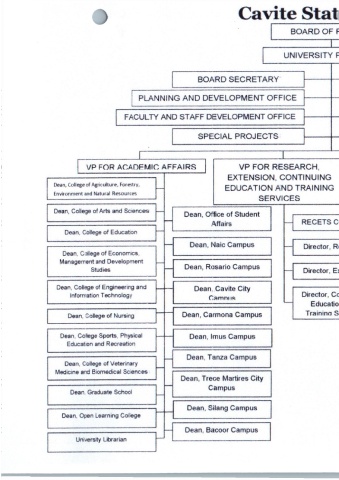 Cavite Stat
BOARD OF
UNIVERSITY
BOARD SECRETARY
PLANNING AND DEVELOPMENT OFFICE
FACULTY AND STAFF DEVELOPMENT OFFICE
SPECIAL PROJECTS
VP FOR ACADEMIC AFFAIRS
Dean, College of Agriculture, Forestry,
Environment and Natural Resources
Dean, College of Arts and Sciences
Dean, College of Education
Dean, College of Economics,
Management and Development
Studies
Dean, College of Engineering and
Information Technology
Dean, College of Nursing
Dean, College Sports, Physical
Education and Recreation
Dean, College of Veterinary
Medicine and Biomedical Sciences
Dean, Graduate School
Dean, Open Learning College
University Librarian
Dean, Office of Student
Affairs
Dean, Naic Campus
Dean, Rosario Campus
Dean, Cavite City
Campus
Dean, Carmona Campus
Dean, Imus Campus
Dean, Tanza Campus
Dean, Trece Martires City
Campus
Dean, Silang Campus
Dean, Bacoor Campus
VP FOR RESEARCH,
EXTENSION, CONTINUING
EDUCATION AND TRAINING
SERVICES
RECETS C
Director, Re
Director, Ex
Director, Co
Educatio
Training S